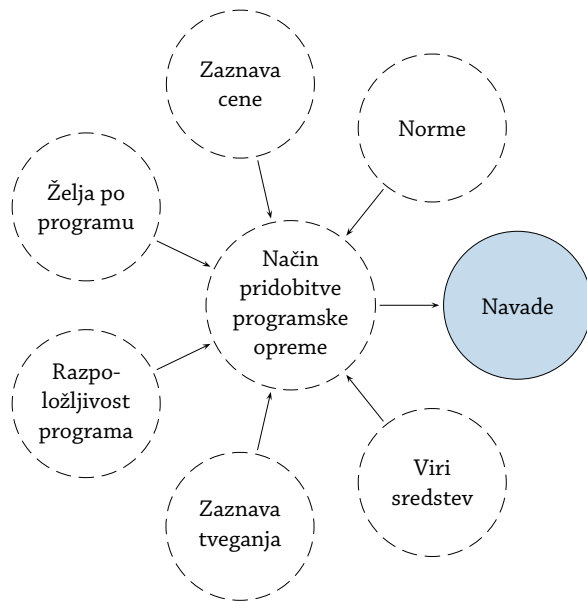 Zaznava
cene
Norme
Želja po
programu
Način
pridobitve
programske
opreme
Navade
Razpo-
ložljivost
programa
Viri
sredstev
Zaznava
tveganja